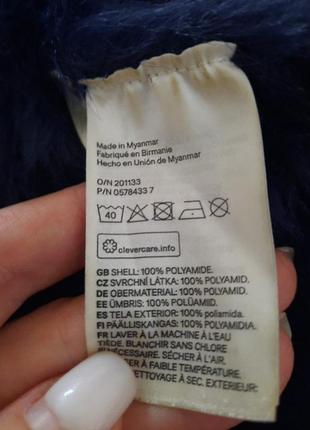 Made in Myanmar
Fabriqué en Birmanie
Hecho en Unión de Myanmar
O/N 201133
P/N 0578433 7
40
clevercare.info
GB SHELL: 100% POLYAMIDE.
CZ SVRCHNÍ LÁTKA: 100% POLYAMID.
DE OBERMATERIAL: 100% POLYAMID.
EE ÜMBRIS: 100% POLÜAMIID.
ES TELA EXTERIOR: 100% poliamida.
FI PÄÄLLISKANGAS: 100% POLYAMIDIA.
FR LAVER À LA MACHINE À L'EAU
TIÈDE. BLANCHIR SANS CHLORE
SI NÉCESSAIRE. SÉCHER À L'AIR.
À FAIBLE TEMPÉRATURE.
NETTOYAGE À SEC. EXTERIEUR: